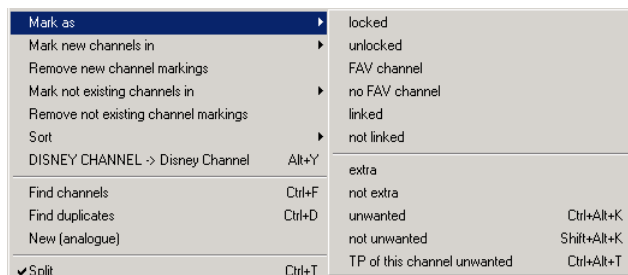 Mark as
Mark new channels in
Remove new channel markings
Mark not existing channels in
Remove not existing channel markings
Sort
DISNEY CHANNEL -> Disney Channel Alt+Y
Find channels Ctrl+F
Find duplicates Ctrl+D
New (analogue)
Split Ctrl+T
locked
unlocked
FAV channel
no FAV channel
linked
not linked
extra
not extra
unwanted Ctrl+Alt+K
not unwanted Shift+Alt+K
TP of this channel unwanted Ctrl+Alt+T